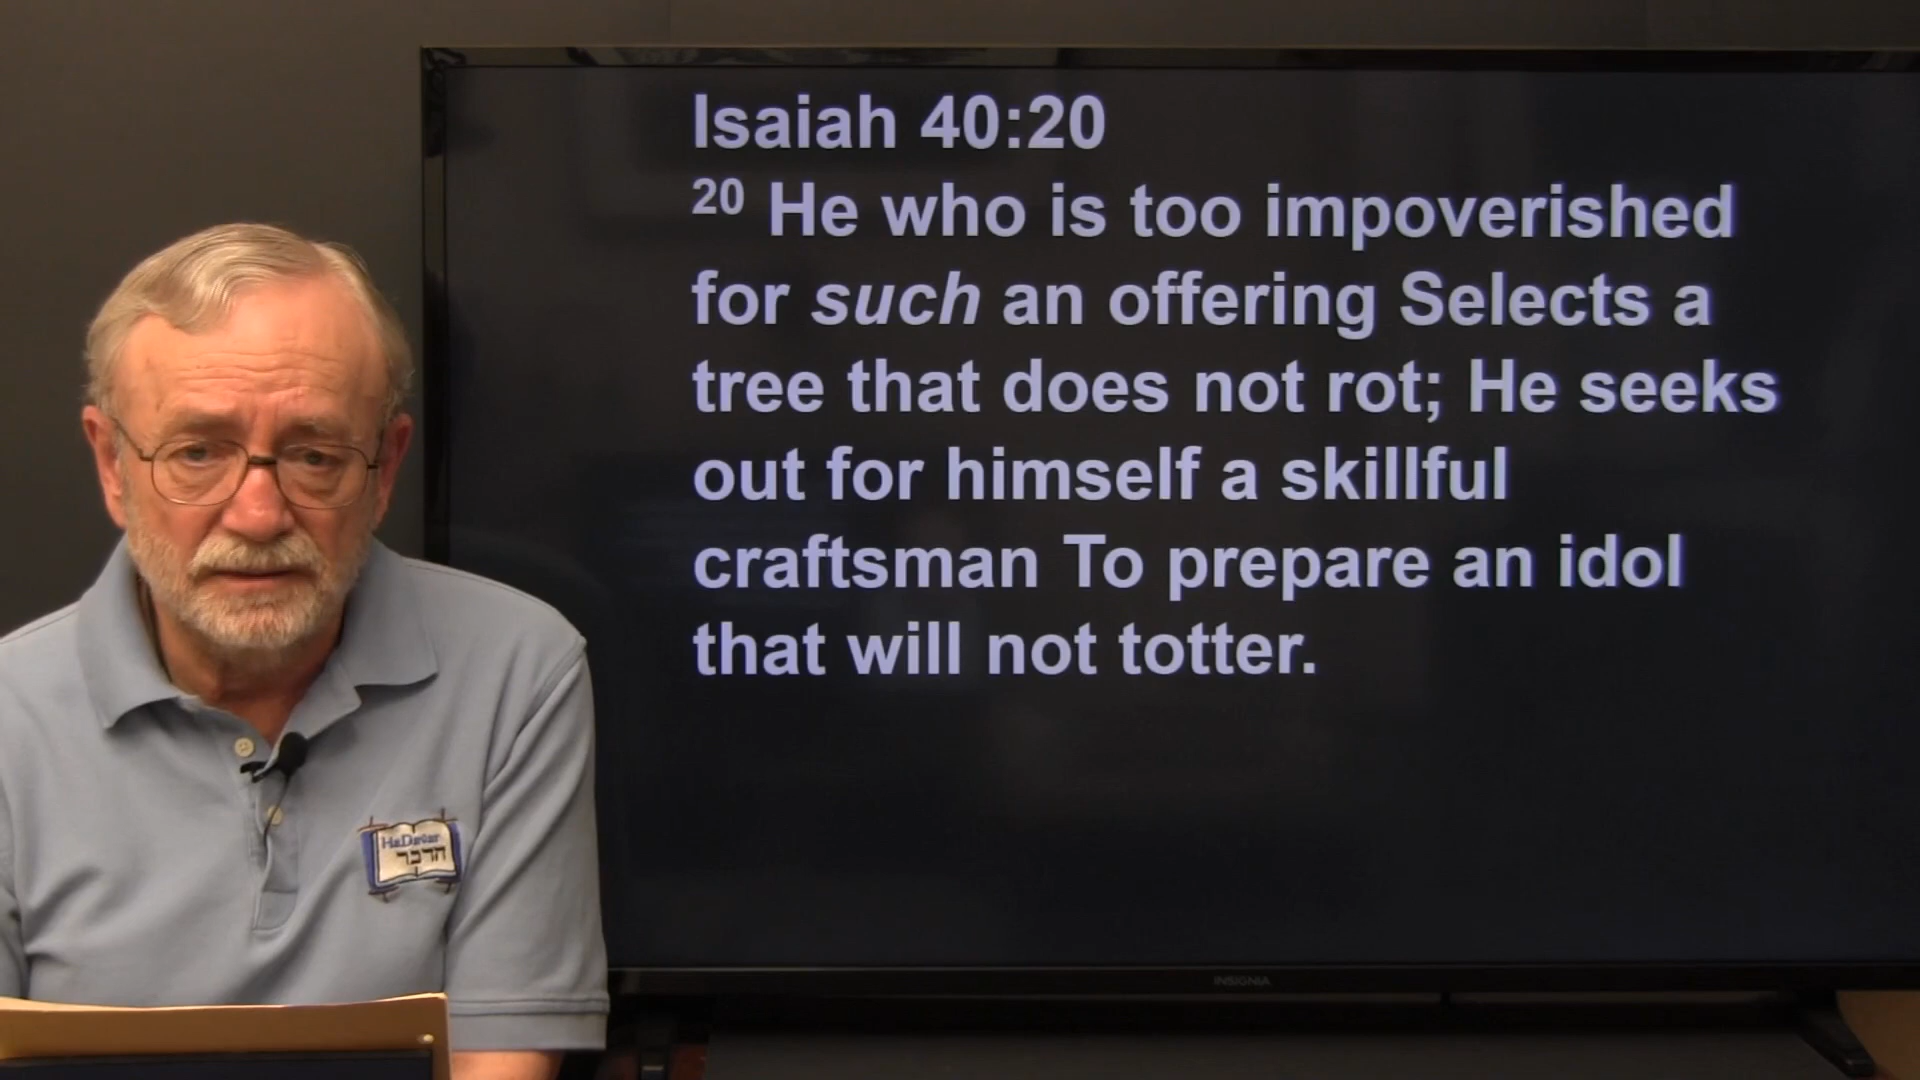 Isaiah 40:20
20 He who is too impoverished
for such an offering Selects a
tree that does not rot; He seeks
out for himself a skillful
craftsman To prepare an idol
that will not totter.
HaDavar
הדבר
INSIGNIA